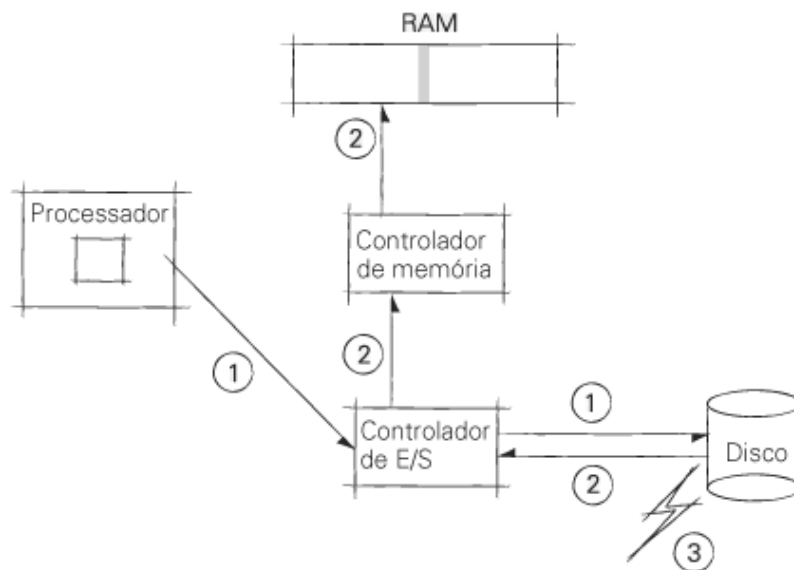 RAM
2
Processador
Controlador
de memória
2
1
1
Controlador
de E/S
Disco
2
3